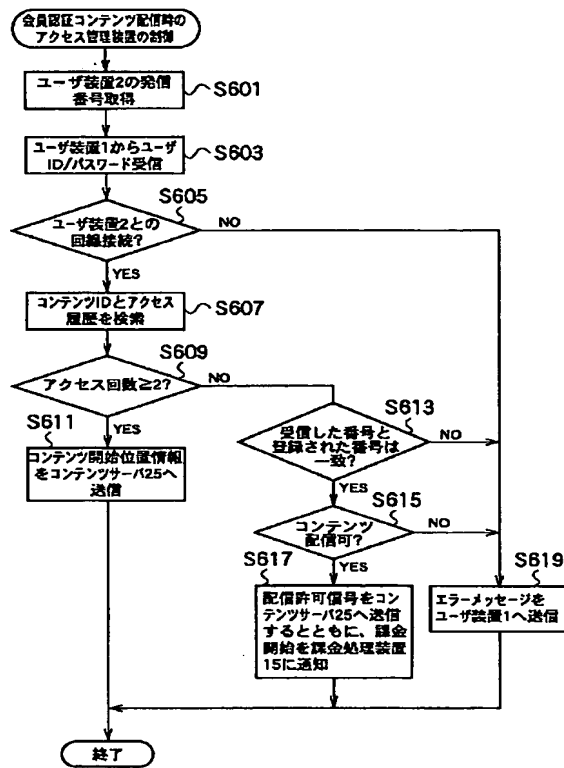 会員認証コンテンツ配信時の
アクセス管理装置の制御
ユーザ装置2の発信
番号取得
S601
ユーザ装置1からユーザ
ID/パスワード受信
S603
S605
ユーザ装置2との
回線接続?
NO
YES
コンテンツIDとアクセス
履歴を検索
S607
S609
アクセス回数≧2?
NO
YES
S611
コンテンツ開始位置情報
をコンテンツサーバ25へ
送信
S613
受信した番号と
登録された番号は
一致?
NO
YES
S615
コンテンツ
配信可?
NO
YES
S617
配信許可信号をコン
テンツサーバ25へ送信
するとともに、課金
開始を課金処理装置
15に通知
S619
エラーメッセージを
ユーザ装置1へ送信
終了